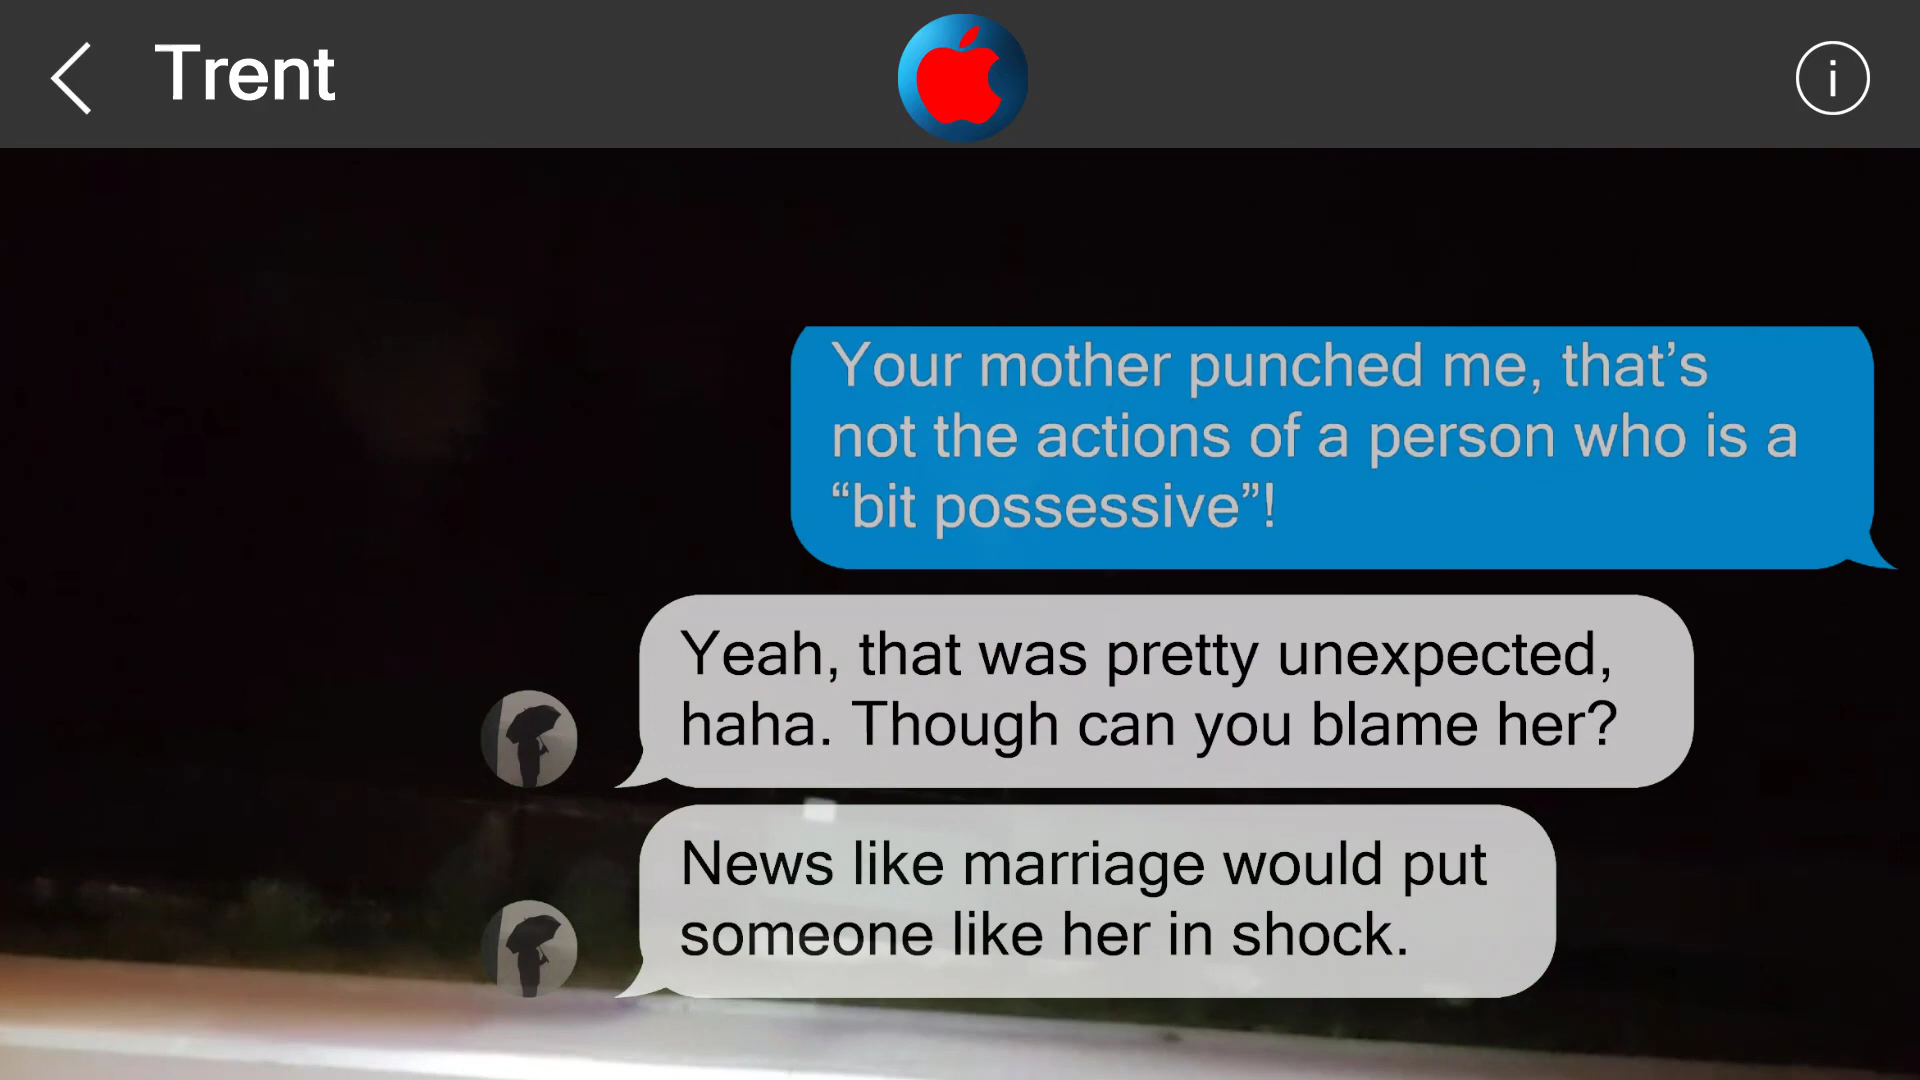 Trent
i
Your mother punched me, that’s
not the actions of a person who is a
“bit possessive”!
Yeah, that was pretty unexpected,
haha. Though can you blame her?
News like marriage would put
someone like her in shock.